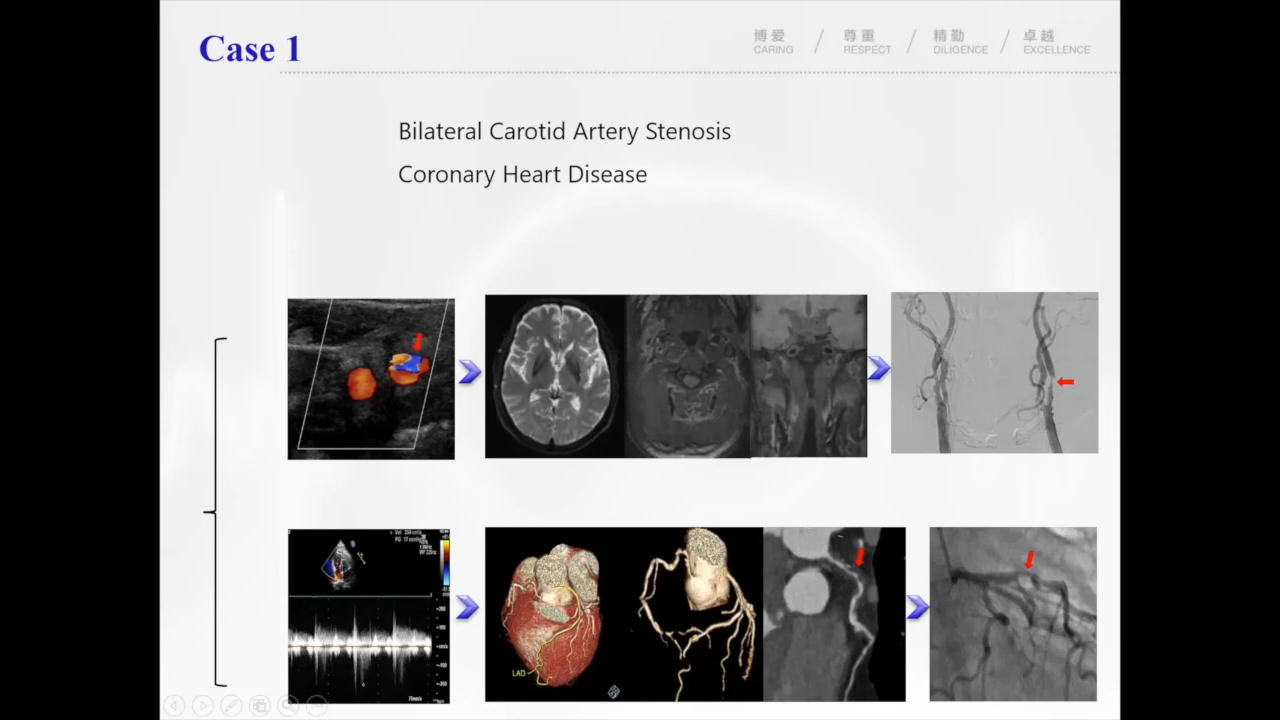 Case 1
博爱 / 尊重 / 精勤 / 卓越
CARING RESPECT DILIGENCE EXCELLENCE
Bilateral Carotid Artery Stenosis
Coronary Heart Disease
LAD